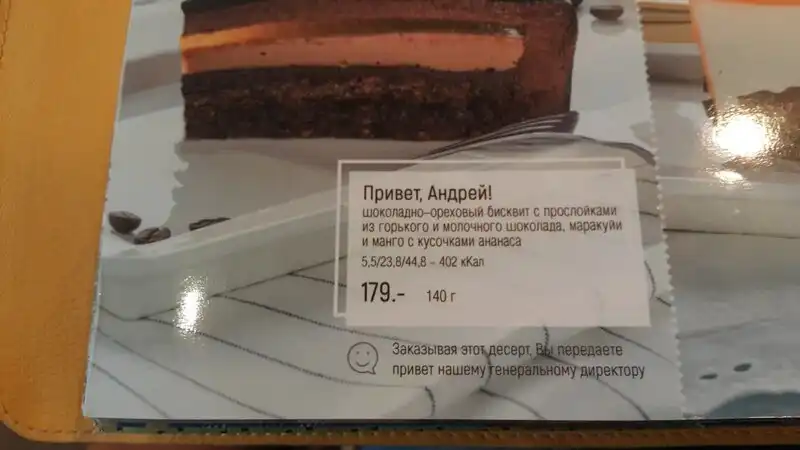 Привет, Андрей!
шоколадно-ореховый бисквит с прослойками
из горького и молочного шоколада, маракуйи
и манго с кусочками ананаса
5,5/23,8/44,8 – 402 кКал
179.- 140 г
Заказывая этот десерт, Вы передаете
привет нашему генеральному директору